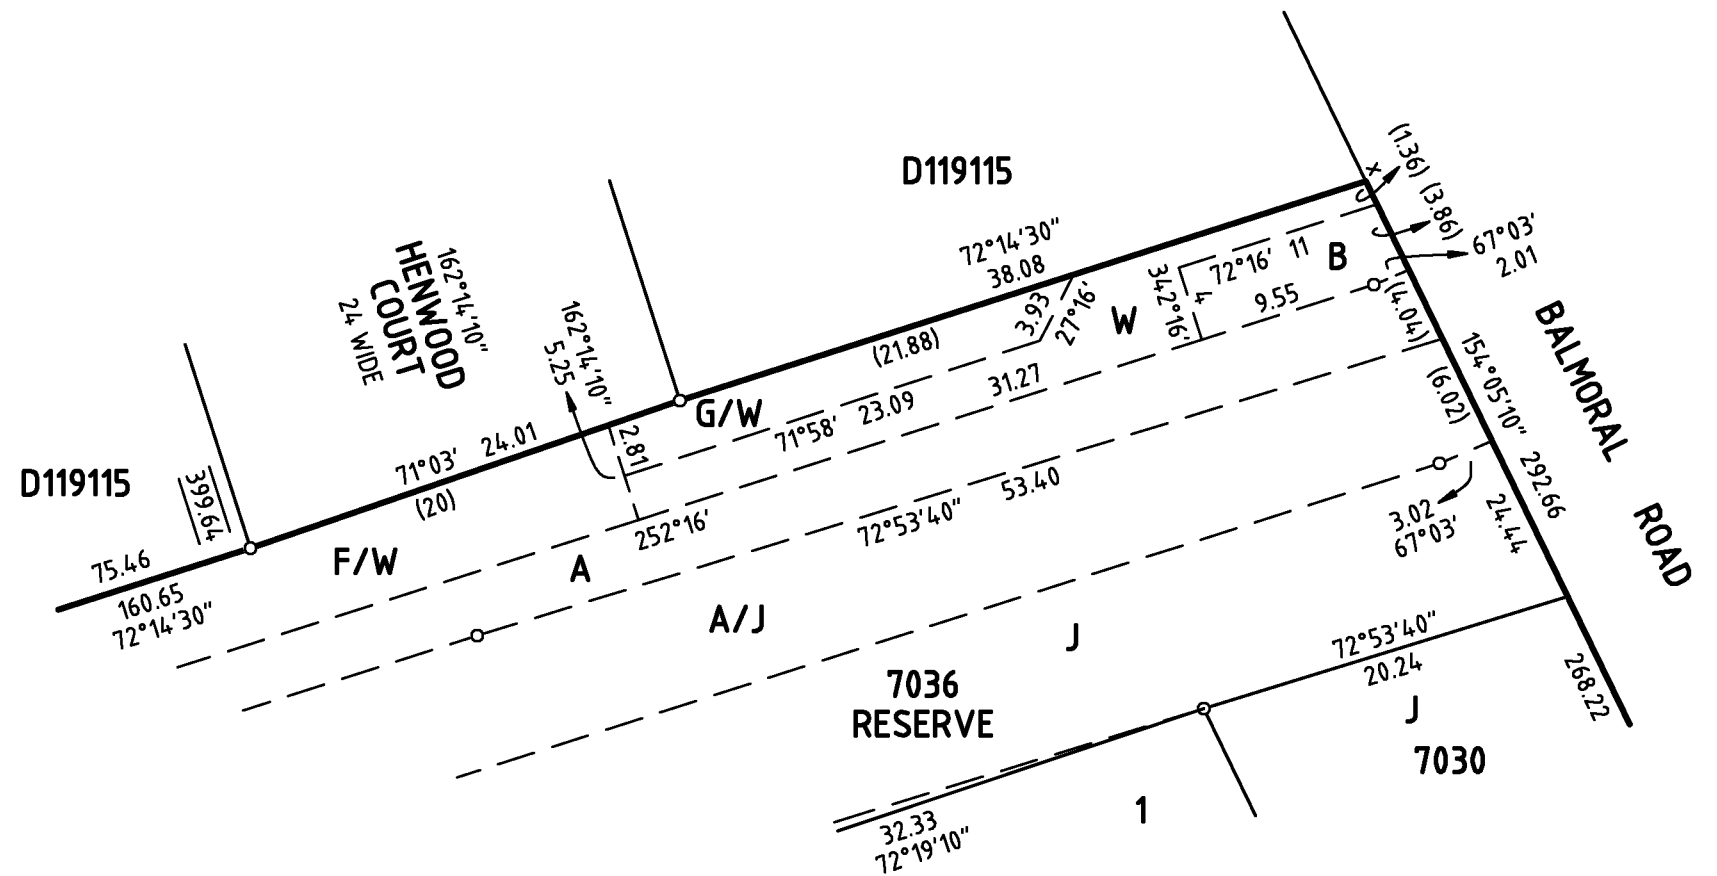 D119115
(1.36)
(3.86)
67°03'
2.01
72°14'30"
38.08
72°16' 11
B
342°16'
4
9.55
(4.04)
BALMORAL
ROAD
162°14'10"
HENWOOD
COURT
24 WIDE
162°14'10"
5.25
3.93
27°16'
W
(21.88)
31.27
154°05'10"
292.66
(6.02)
G/W
71°58' 23.09
2.81
71°03' 24.01
(20)
D119115
399.64
252°16'
72°53'40" 53.40
3.02
67°03'
24.44
75.46
160.65
72°14'30"
F/W
A
A/J
J
7036
RESERVE
72°53'40"
20.24
268.22
J
7030
1
32.33
72°19'10"
x